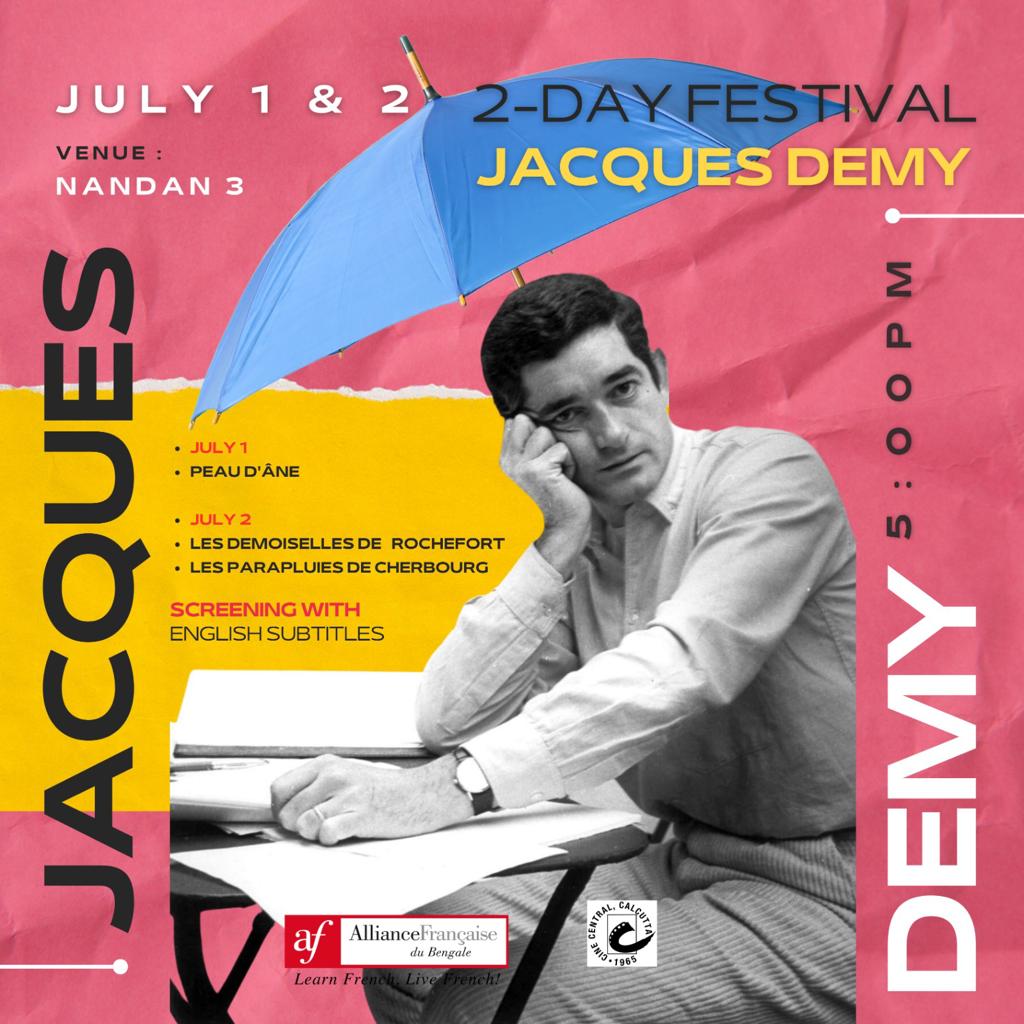 JULY 1 & 2
VENUE :
NANDAN 3
2-DAY FESTIVAL
JACQUES DEMY
JACQUES
• JULY 1
• PEAU D'ÂNE
• JULY 2
• LES DEMOISELLES DE ROCHEFORT
• LES PARAPLUIES DE CHERBOURG
SCREENING WITH
ENGLISH SUBTITLES
DEMY 5:00PM
af
AllianceFrançaise
du Bengale
Learn French, Live French!
CINE CENTRAL, CALCUTTA
• 1965 •